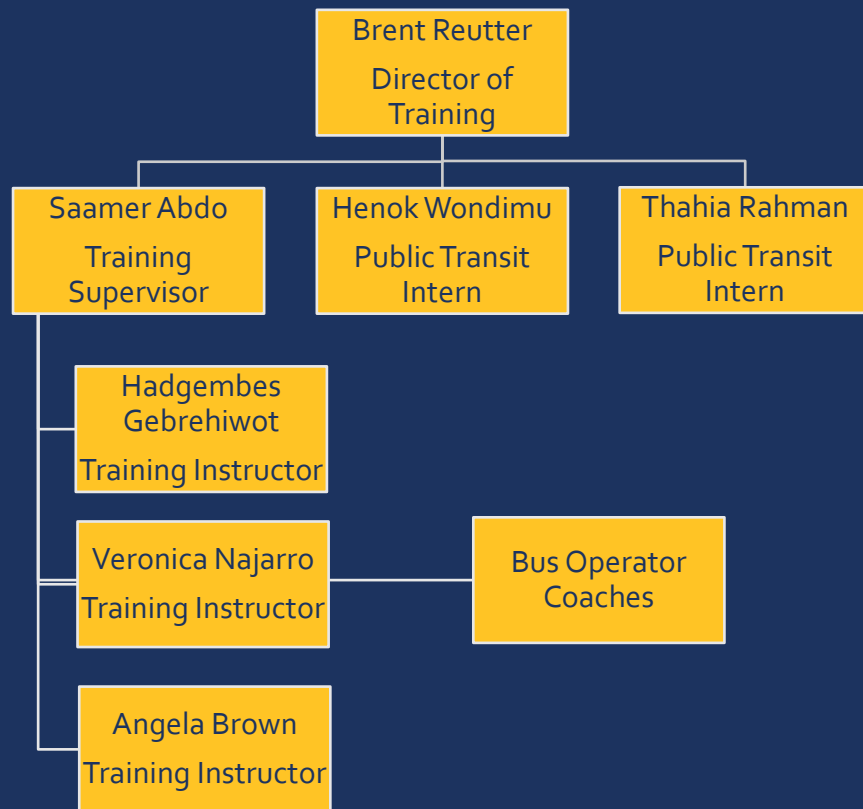 Brent Reutter
Director of
Training
Saamer Abdo
Training
Supervisor
Henok Wondimu
Public Transit
Intern
Thahia Rahman
Public Transit
Intern
Hadgembes
Gebrehiwot
Training Instructor
Veronica Najarro
Training Instructor
Bus Operator
Coaches
Angela Brown
Training Instructor